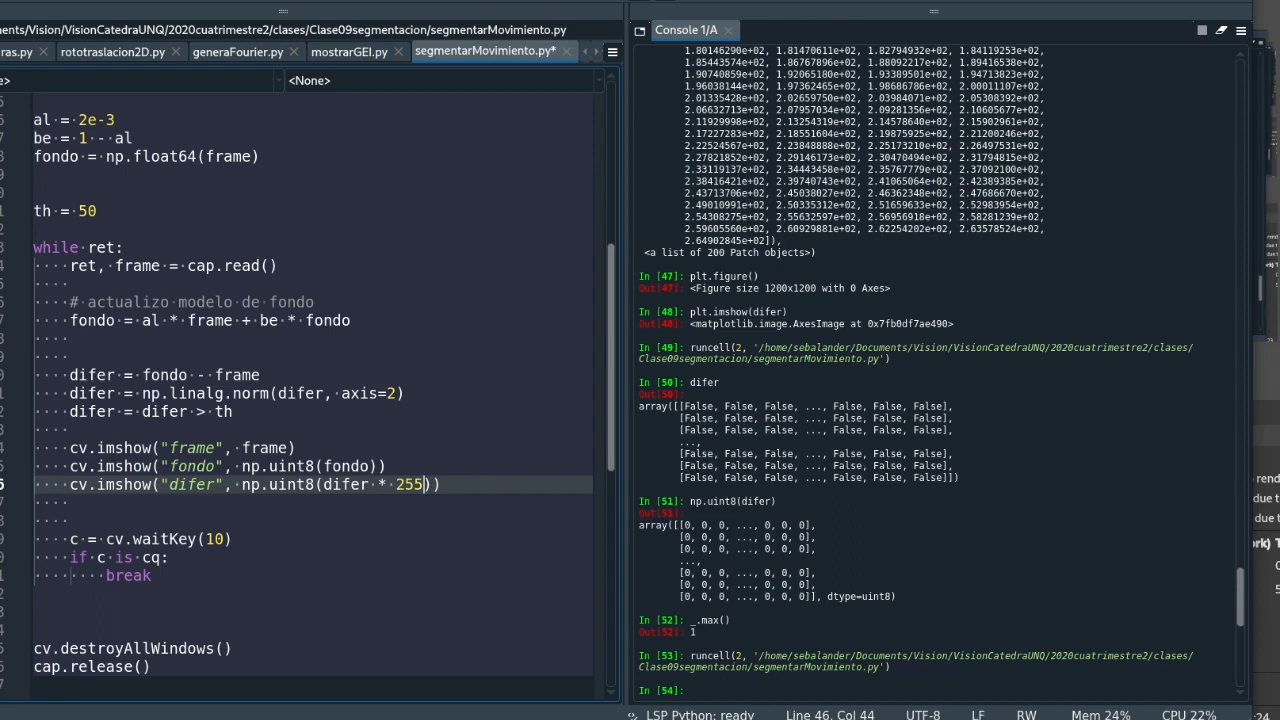 ments/Vision/VisionCatedraUNQ/2020cuatrimestre2/clases/Clase09segmentacion/segmentarMovimiento.py
ras.py
rototraslacion2D.py
generaFourier.py
mostrarGEI.py
segmentarMovimiento.py*
e>
<None>
al = 2e-3
be = 1 - al
fondo = np.float64(frame)
th = 50
while ret:
ret, frame = cap.read()
# actualizo modelo de fondo
fondo = al * frame + be * fondo
difer = fondo - frame
difer = np.linalg.norm(difer, axis=2)
difer = difer > th
cv.imshow("frame", frame)
cv.imshow("fondo", np.uint8(fondo))
cv.imshow("difer", np.uint8(difer * 255))
c = cv.waitKey(10)
if c is cq:
break
cv.destroyAllWindows()
cap.release()
Console 1/A
1.80146290e+02, 1.81470611e+02, 1.82794932e+02, 1.84119253e+02,
1.85443574e+02, 1.86767896e+02, 1.88092217e+02, 1.89416538e+02,
1.90740859e+02, 1.92065180e+02, 1.93389501e+02, 1.94713823e+02,
1.96038144e+02, 1.97362465e+02, 1.98686786e+02, 2.00011107e+02,
2.01335428e+02, 2.02659750e+02, 2.03984071e+02, 2.05308392e+02,
2.06632713e+02, 2.07957034e+02, 2.09281355e+02, 2.10605677e+02,
2.11929998e+02, 2.13254319e+02, 2.14578640e+02, 2.15902961e+02,
2.17227283e+02, 2.18551604e+02, 2.19875925e+02, 2.21200246e+02,
2.22524567e+02, 2.23848888e+02, 2.25173210e+02, 2.26497531e+02,
2.27821852e+02, 2.29146173e+02, 2.30470494e+02, 2.31794815e+02,
2.33119137e+02, 2.34443458e+02, 2.35767779e+02, 2.37092100e+02,
2.38416421e+02, 2.39740743e+02, 2.41065064e+02, 2.42389385e+02,
2.43713706e+02, 2.45038027e+02, 2.46362348e+02, 2.47686670e+02,
2.49010991e+02, 2.50335312e+02, 2.51659633e+02, 2.52983954e+02,
2.54308275e+02, 2.55632597e+02, 2.56956918e+02, 2.58281239e+02,
2.59605560e+02, 2.60929881e+02, 2.62254202e+02, 2.63578524e+02,
2.64902845e+02]),
<a list of 200 Patch objects>)
In [47]: plt.figure()
Out[47]: <Figure size 1200x1200 with 0 Axes>
In [48]: plt.imshow(difer)
Out[48]: <matplotlib.image.AxesImage at 0x7fb0df7ae490>
In [49]: runcell(2, '/home/sebalander/Documents/Vision/VisionCatedraUNQ/2020cuatrimestre2/clases/
Clase09segmentacion/segmentarMovimiento.py')
In [50]: difer
Out[50]:
array([[False, False, False, ..., False, False, False],
[False, False, False, ..., False, False, False],
[False, False, False, ..., False, False, False],
...,
[False, False, False, ..., False, False, False],
[False, False, False, ..., False, False, False],
[False, False, False, ..., False, False, False]])
In [51]: np.uint8(difer)
Out[51]:
array([[0, 0, 0, ..., 0, 0, 0],
[0, 0, 0, ..., 0, 0, 0],
[0, 0, 0, ..., 0, 0, 0],
...,
[0, 0, 0, ..., 0, 0, 0],
[0, 0, 0, ..., 0, 0, 0],
[0, 0, 0, ..., 0, 0, 0]], dtype=uint8)
In [52]: _.max()
Out[52]: 1
In [53]: runcell(2, '/home/sebalander/Documents/Vision/VisionCatedraUNQ/2020cuatrimestre2/clases/
Clase09segmentacion/segmentarMovimiento.py')
In [54]:
LSP Python: ready
Line 46, Col 44
UTF-8
LF
RW
Mem 24%
CPU 22%